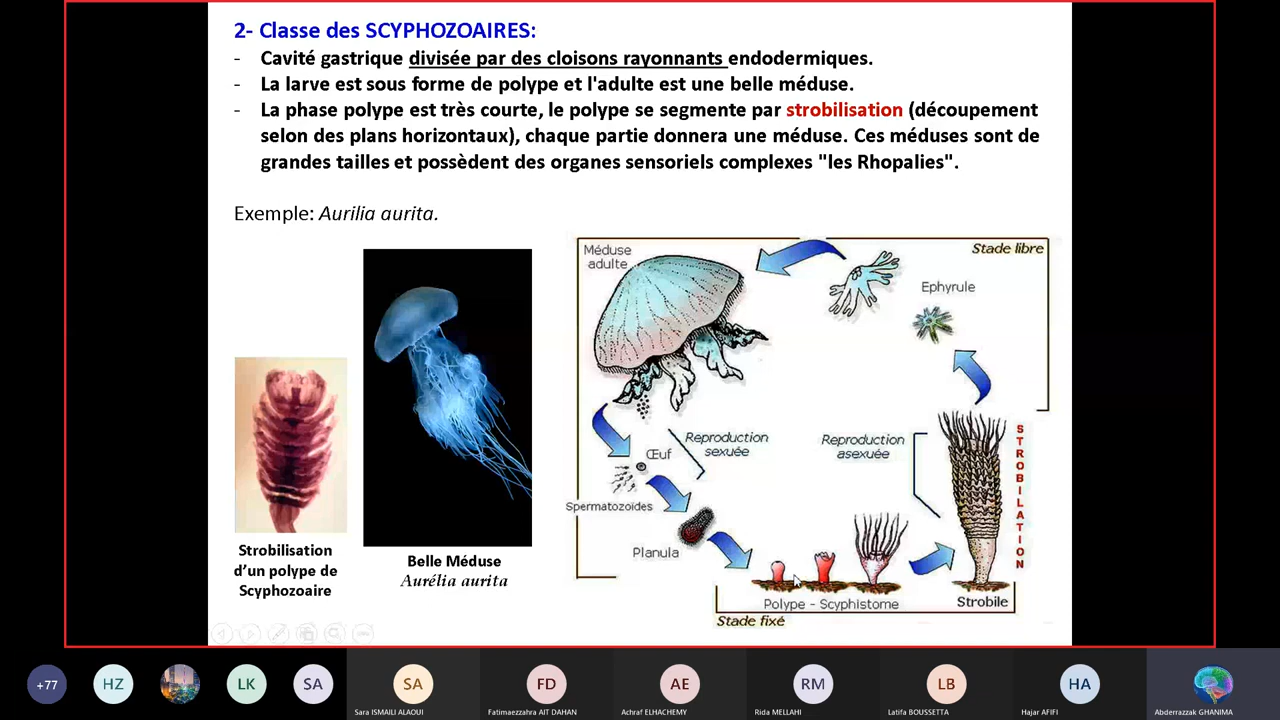 2- Classe des SCYPHOZOAIRES:
- Cavité gastrique divisée par des cloisons rayonnants endodermiques.
- La larve est sous forme de polype et l'adulte est une belle méduse.
- La phase polype est très courte, le polype se segmente par strobilisation (découpement
selon des plans horizontaux), chaque partie donnera une méduse. Ces méduses sont de
grandes tailles et possèdent des organes sensoriels complexes "les Rhopalies".
Exemple: Aurilia aurita.
Méduse
adulte
Stade libre
Ephyrule
Reproduction
sexuée
Reproduction
asexuée
STROBILATION
Œuf
Spermatozoïdes
Planula
Polype - Scyphistome
Strobile
Stade fixé
Strobilisation
d'un polype de
Scyphozoaire
Belle Méduse
Aurélia aurita
+77
HZ
LK
SA
SA
FD
AE
RM
LB
HA
Sara ISMAILI ALAOUI
Fatimaezzahra AIT DAHAN
Achraf ELHACHEMY
Rida MELLAHI
Latifa BOUSSETTA
Hajar AFIFI
Abderrazzak GHANIMA